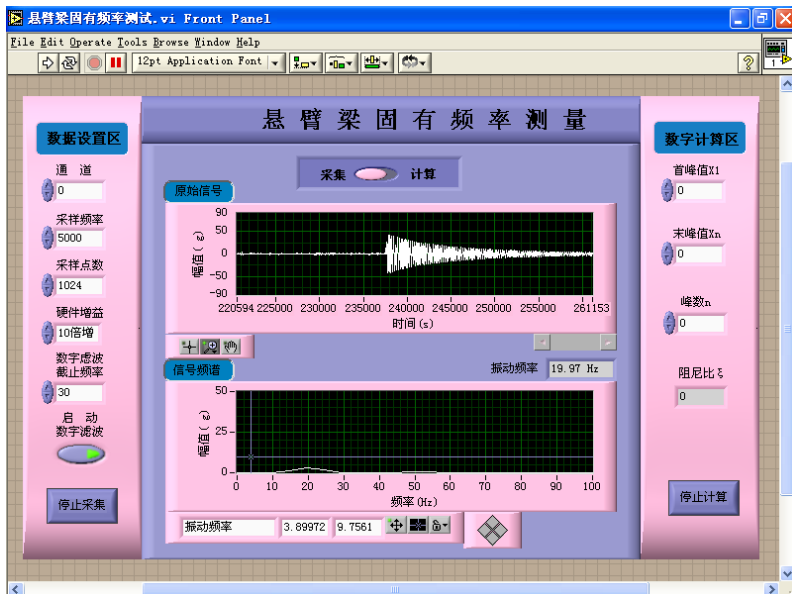 悬臂梁固有频率测试.vi Front Panel
File Edit Operate Tools Browse Window Help
12pt Application Font
1
悬臂梁固有频率测量
数据设置区
通 道
0
采样频率
5000
采样点数
1024
硬件增益
10倍增
数字虑波
截止频率
30
启 动
数字滤波
停止采集
采集 计算
原始信号
幅值(g)
90
50
0
-50
-90
220594 225000 230000 235000 240000 245000 250000 255000 261153
时间(s)
信号频谱
振动频率 19.97 Hz
幅值(g)
50
25
0
0 10 20 30 40 50 60 70 80 90 100
频率(Hz)
振动频率 3.89972 9.7561
数字计算区
首峰值X1
0
末峰值Xn
0
峰数n
0
阻尼比ξ
0
停止计算